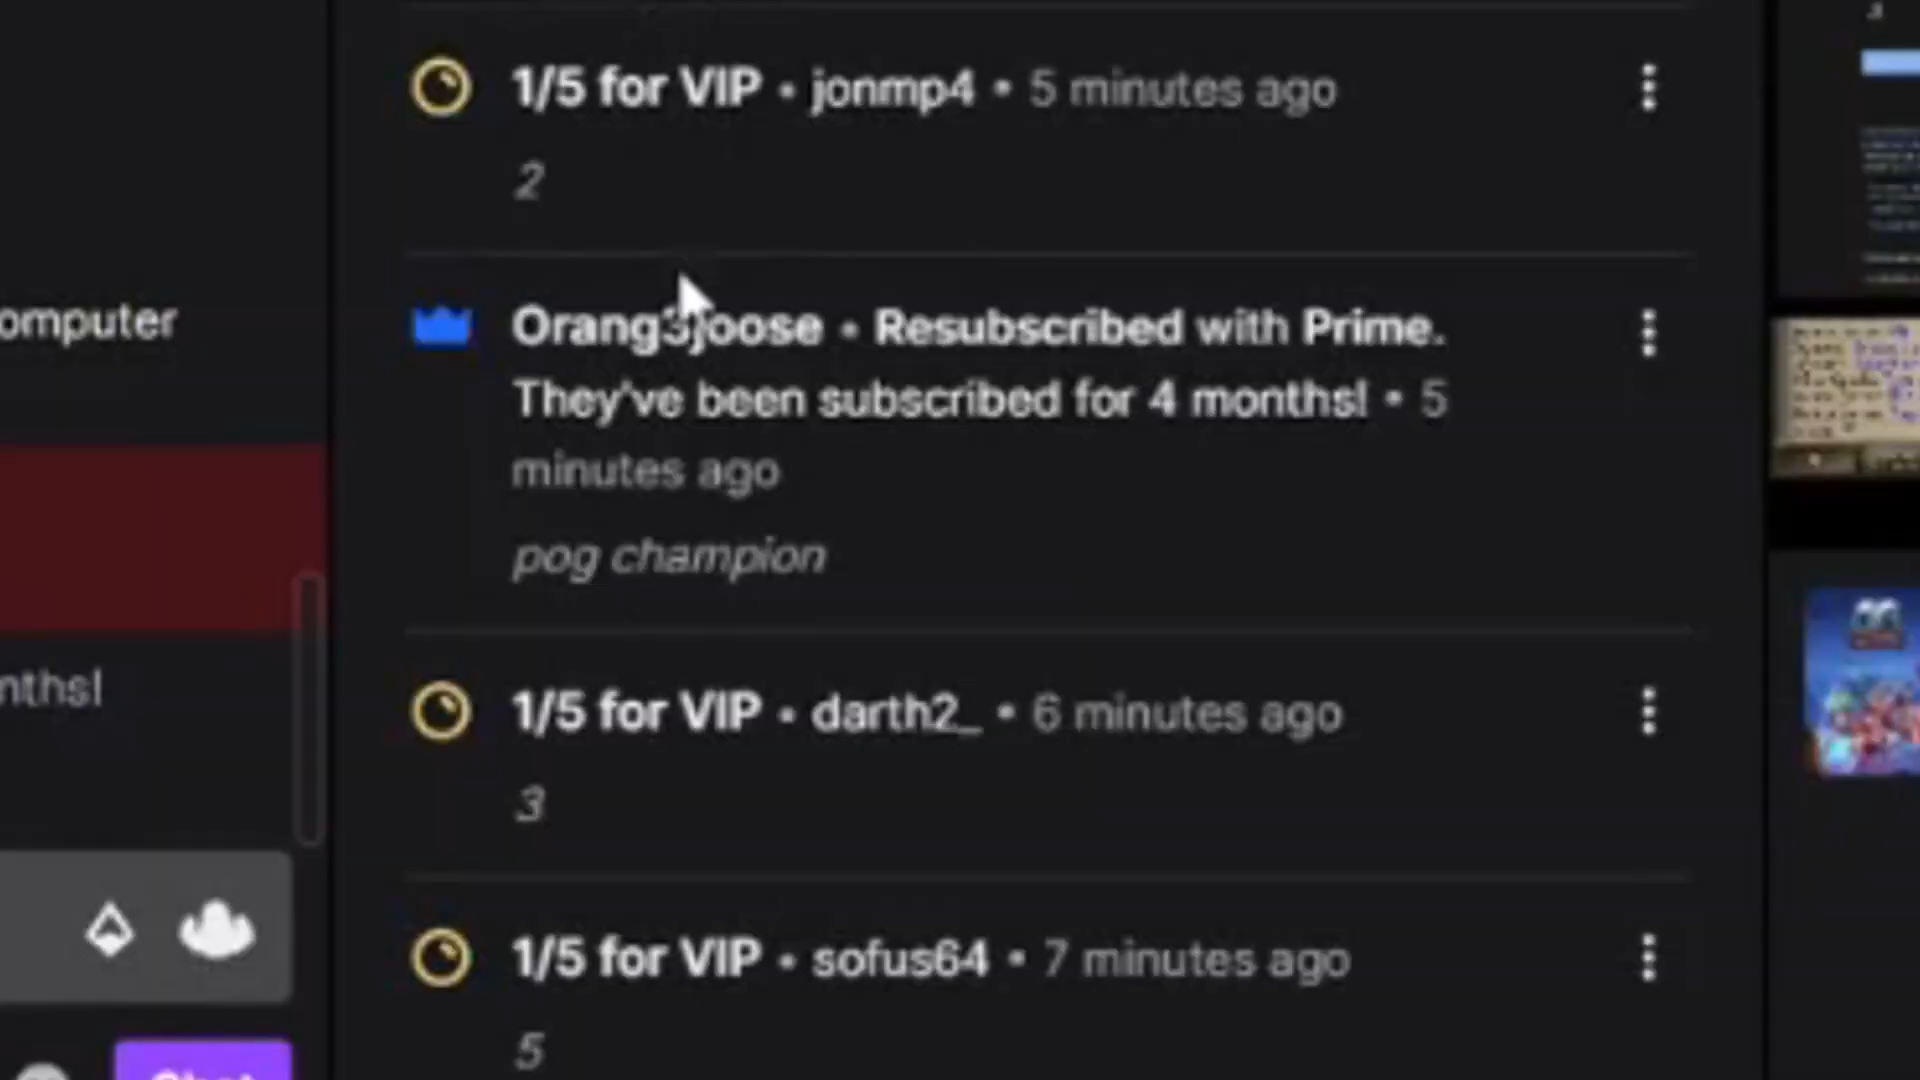 1/5 for VIP • jonmp4 • 5 minutes ago
2
omputer
Orang3joose • Resubscribed with Prime.
They've been subscribed for 4 months! • 5
minutes ago
pog champion
nths!
1/5 for VIP • darth2_ • 6 minutes ago
3
1/5 for VIP • sofus64 • 7 minutes ago
5
Chat